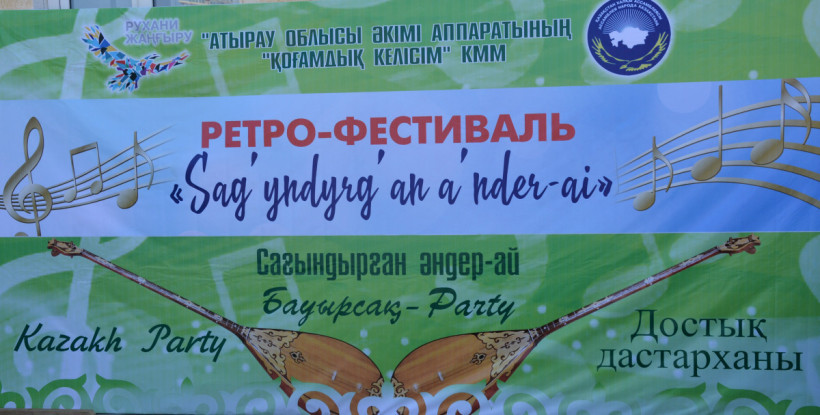 РУХАНИ
ЖАҢҒЫРУ
"АТЫРАУ ОБЛЫСЫ ӘКІМІ АППАРАТЫНЫҢ
"ҚОҒАМДЫҚ КЕЛІСІМ" КММ
РЕТРО-ФЕСТИВАЛЬ
«Sag'yndyrg'an a'nder-ai»
Сағындырған әндер-ай
Бауырсақ-Party
Kazakh Party
Достық
дастарханы